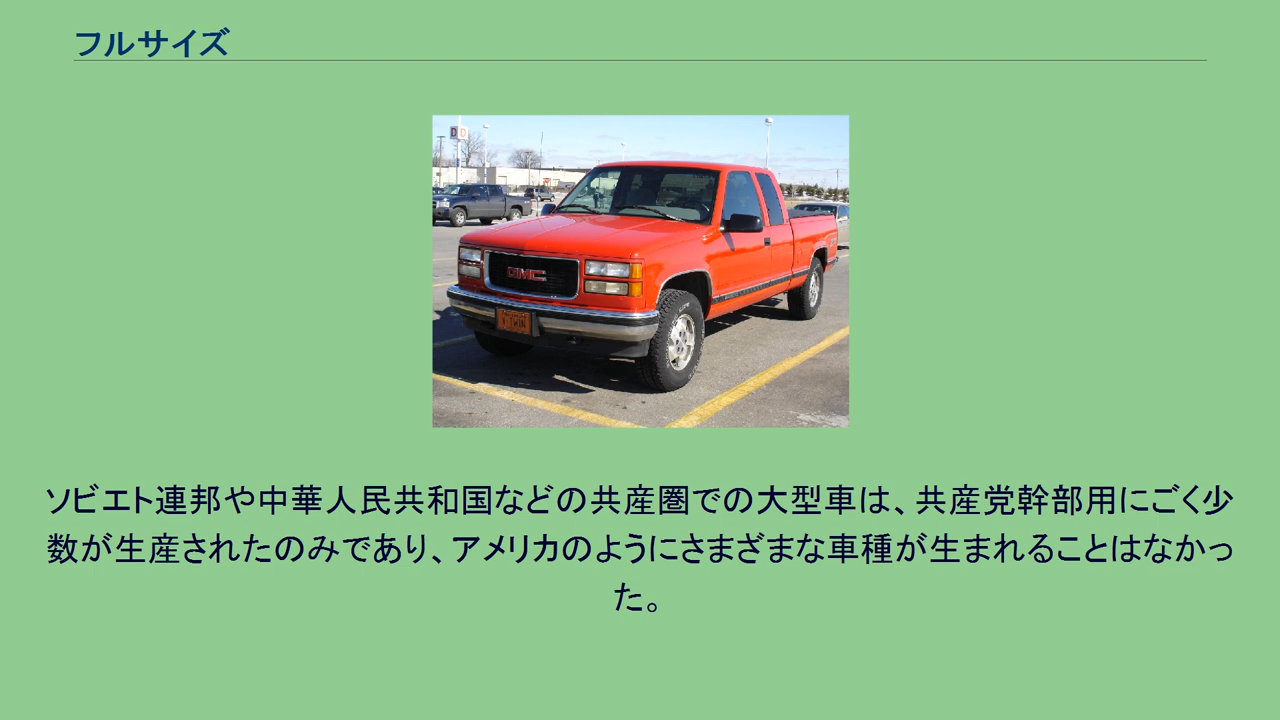 フルサイズ
D D
GMC
V TWIN
ソビエト連邦や中華人民共和国などの共産圏での大型車は、共産党幹部用にごく少
数が生産されたのみであり、アメリカのようにさまざまな車種が生まれることはなかっ
た。